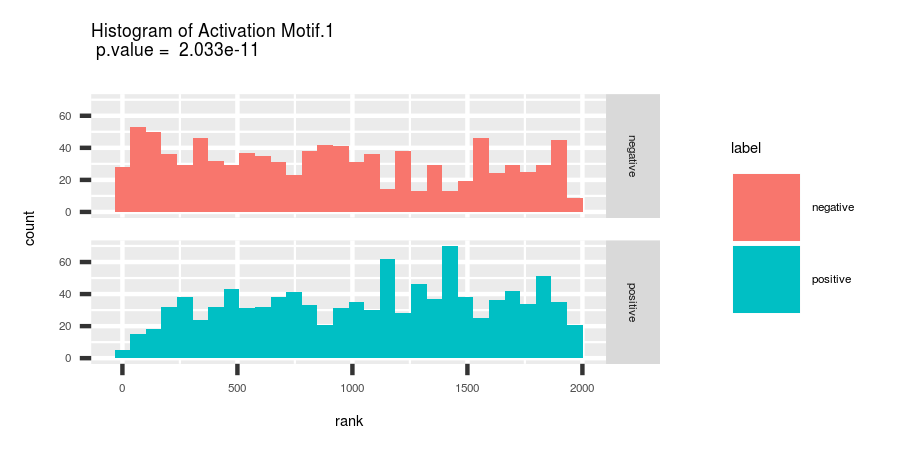 Histogram of Activation Motif.1
p.value = 2.033e-11
60
40
20
0
negative
60
40
20
0
positive
0 500 1000 1500 2000
rank
count
label
negative
positive